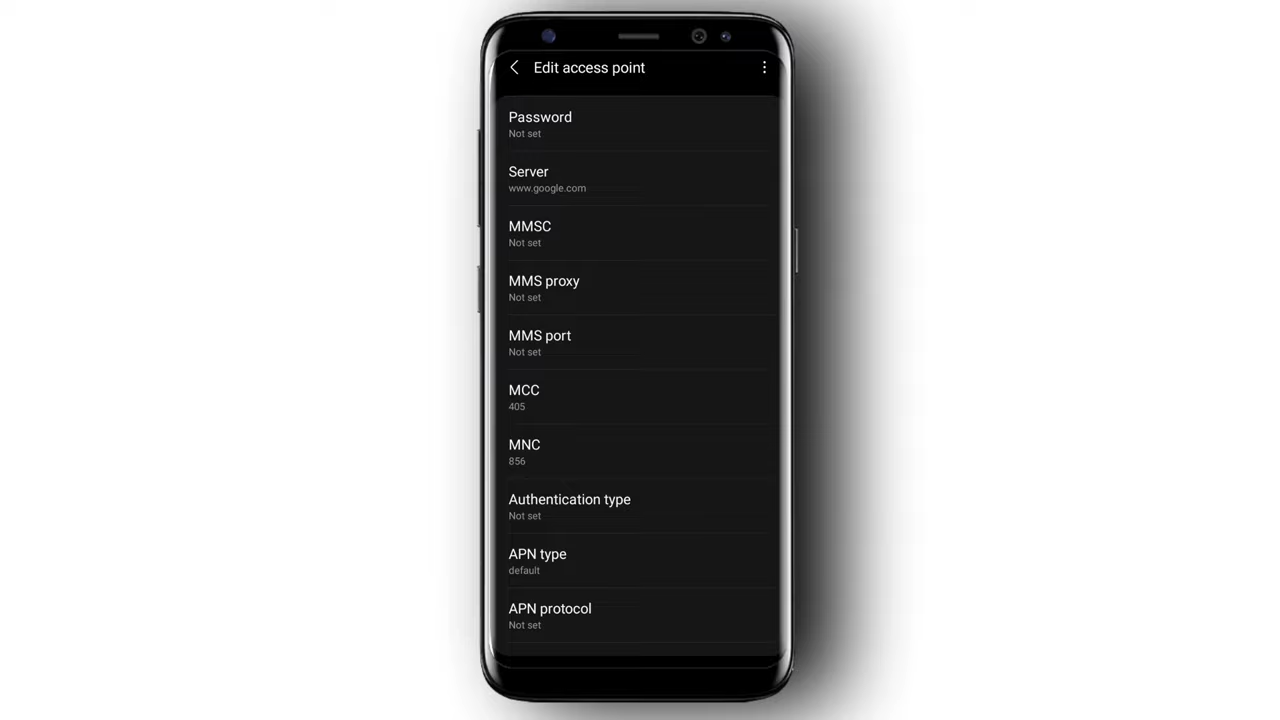 Edit access point
Password
Not set
Server
www.google.com
MMSC
Not set
MMS proxy
Not set
MMS port
Not set
MCC
405
MNC
856
Authentication type
Not set
APN type
default
APN protocol
Not set